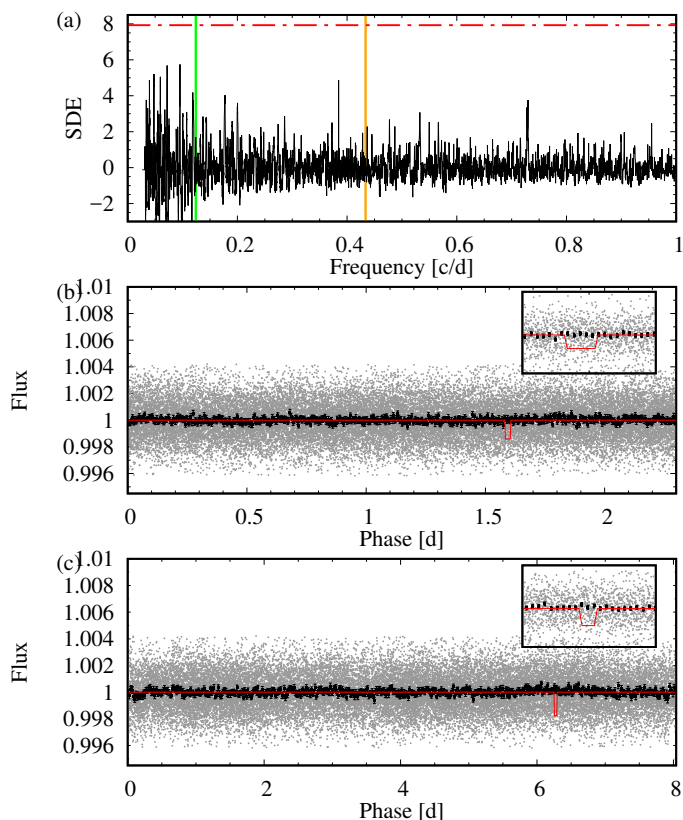 (a)
8
6
4
2
0
−2
SDE
0 0.2 0.4 0.6 0.8 1
Frequency [c/d]
(b)
1.01
1.008
1.006
1.004
1.002
1
0.998
0.996
Flux
0 0.5 1 1.5 2
Phase [d]
(c)
1.01
1.008
1.006
1.004
1.002
1
0.998
0.996
Flux
0 2 4 6 8
Phase [d]